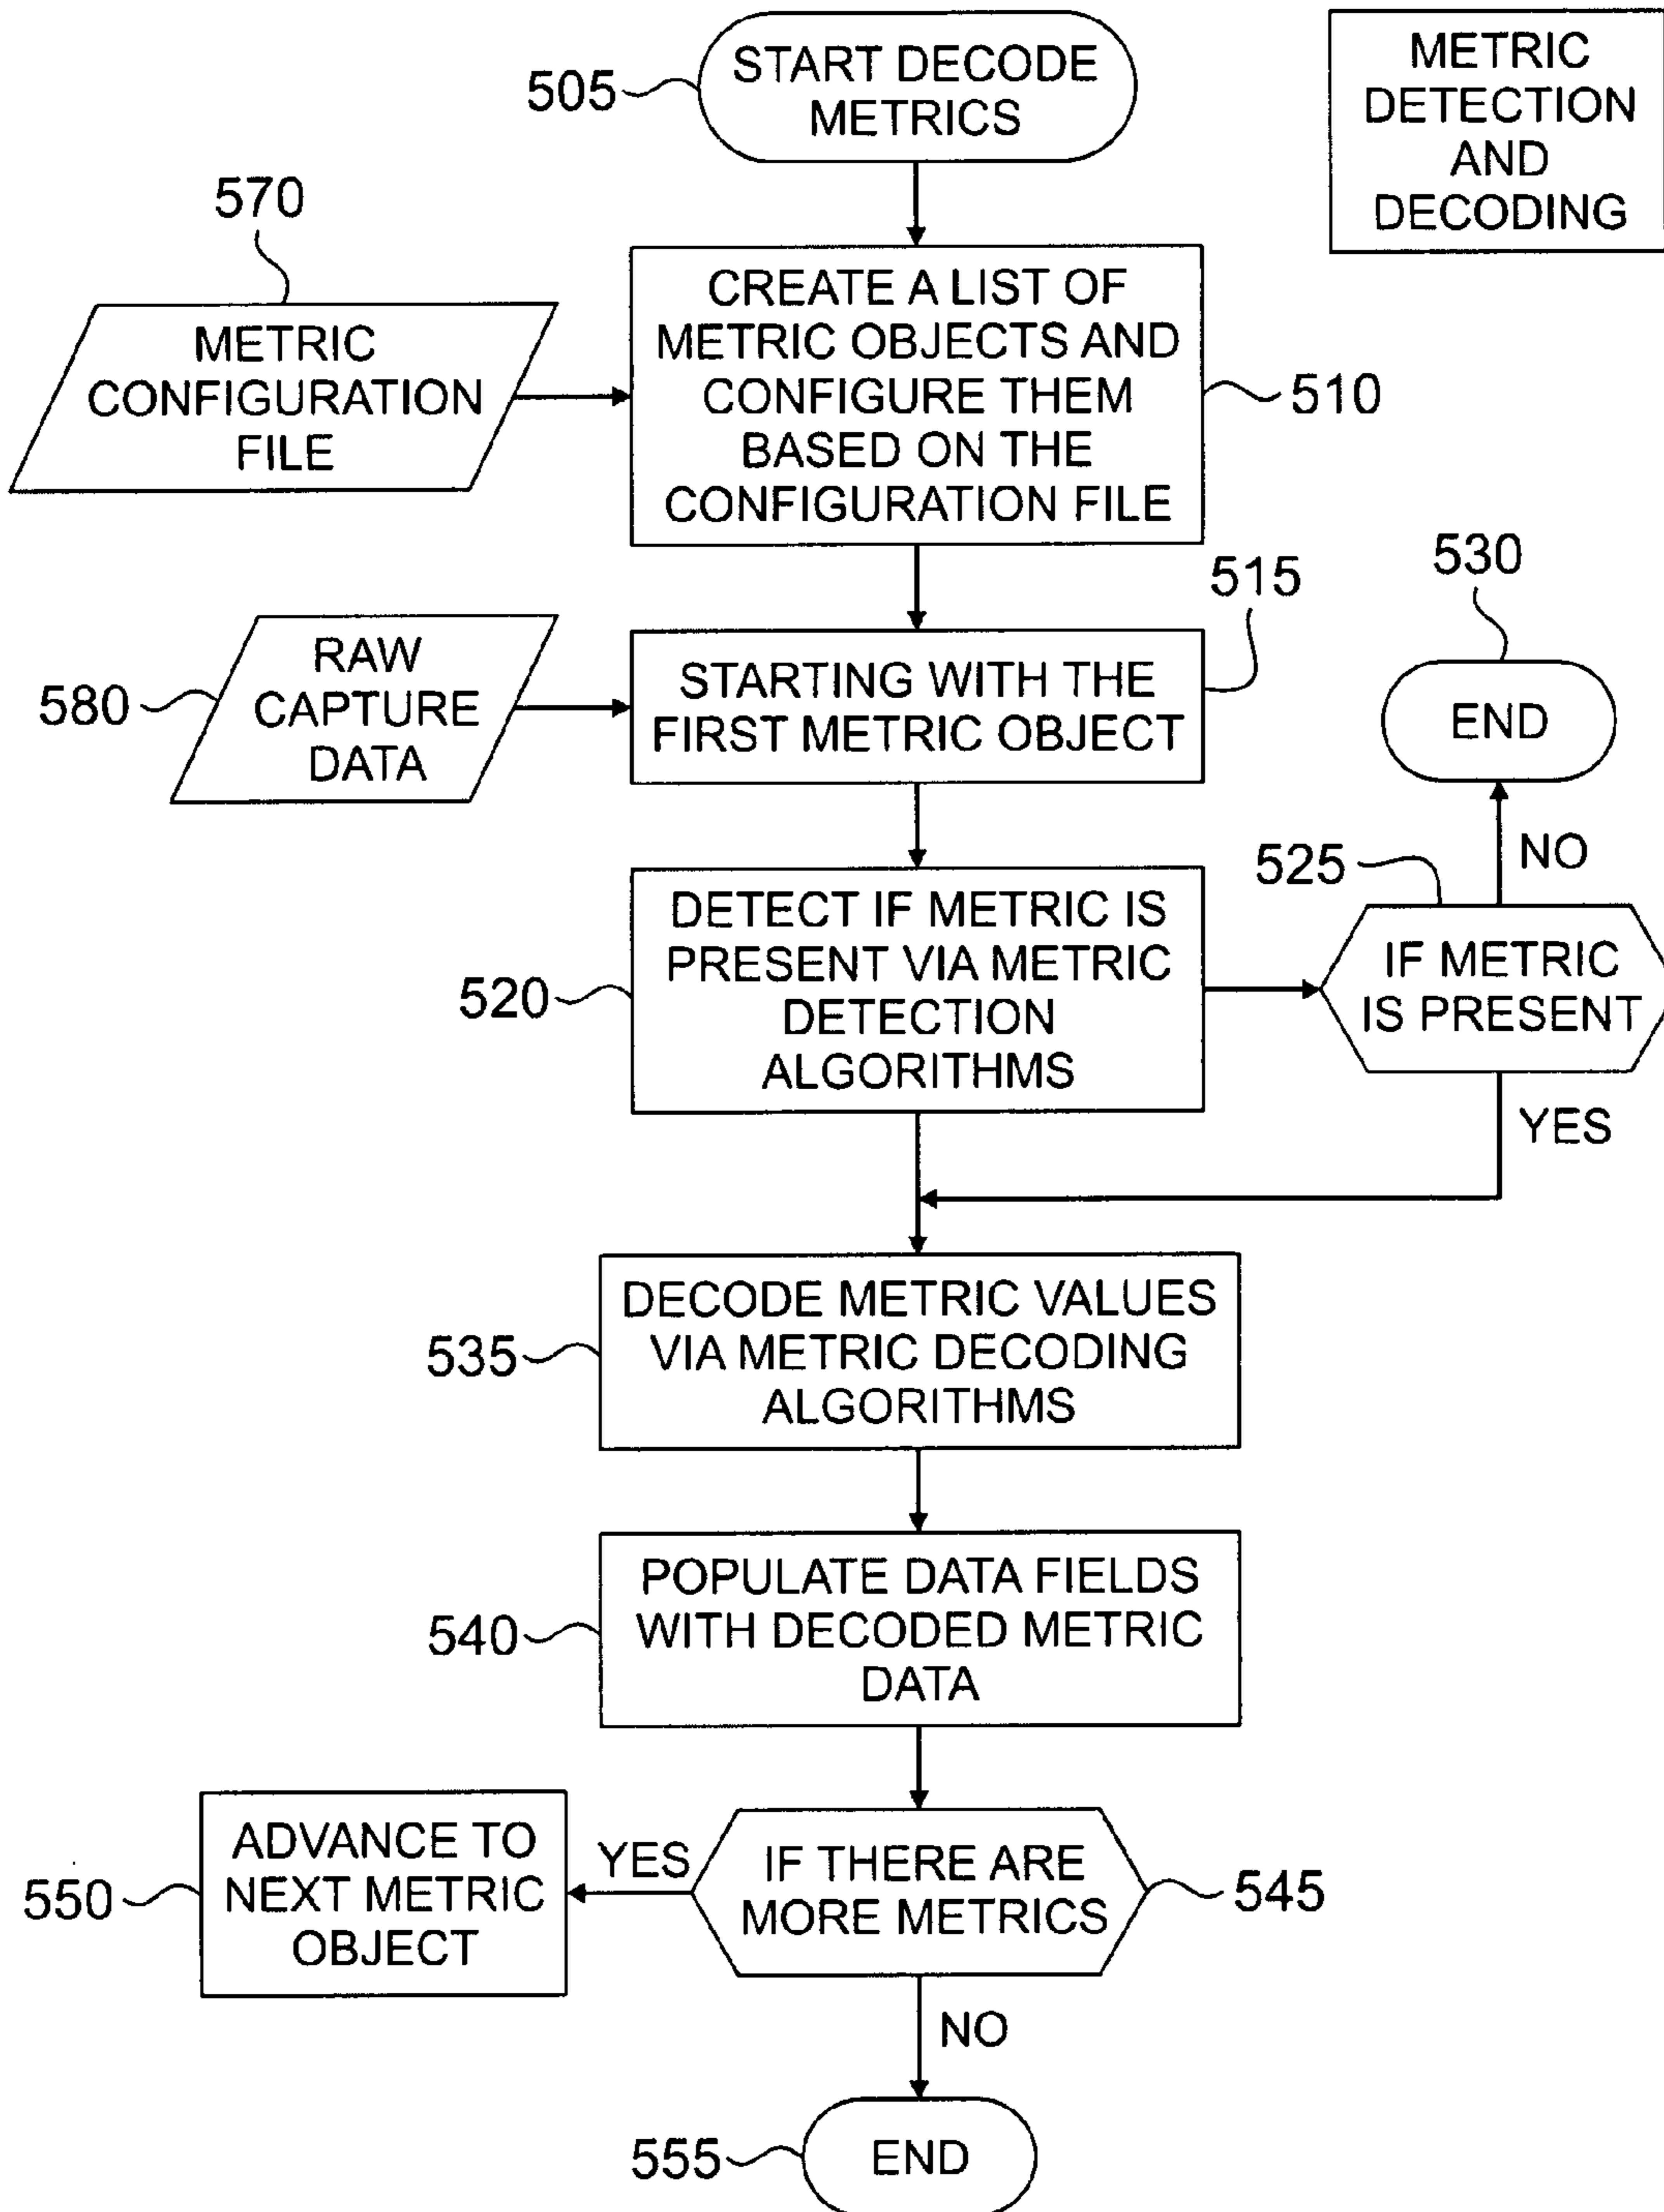 START DECODE
METRICS
505
METRIC
DETECTION
AND
DECODING
570
METRIC
CONFIGURATION
FILE
CREATE A LIST OF
METRIC OBJECTS AND
CONFIGURE THEM
BASED ON THE
CONFIGURATION FILE
510
515
530
RAW
CAPTURE
DATA
580
STARTING WITH THE
FIRST METRIC OBJECT
END
NO
525
DETECT IF METRIC IS
PRESENT VIA METRIC
DETECTION
ALGORITHMS
520
IF METRIC
IS PRESENT
YES
DECODE METRIC VALUES
VIA METRIC DECODING
ALGORITHMS
535
POPULATE DATA FIELDS
WITH DECODED METRIC
DATA
540
ADVANCE TO
NEXT METRIC
OBJECT
550
YES
IF THERE ARE
MORE METRICS
545
NO
555
END